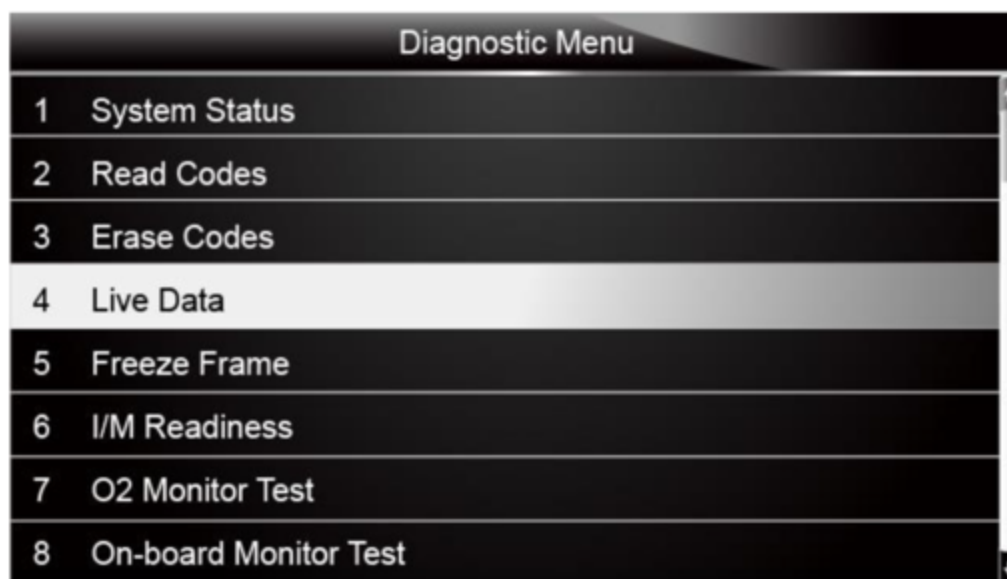 Diagnostic Menu
1 System Status
2 Read Codes
3 Erase Codes
4 Live Data
5 Freeze Frame
6 I/M Readiness
7 O2 Monitor Test
8 On-board Monitor Test